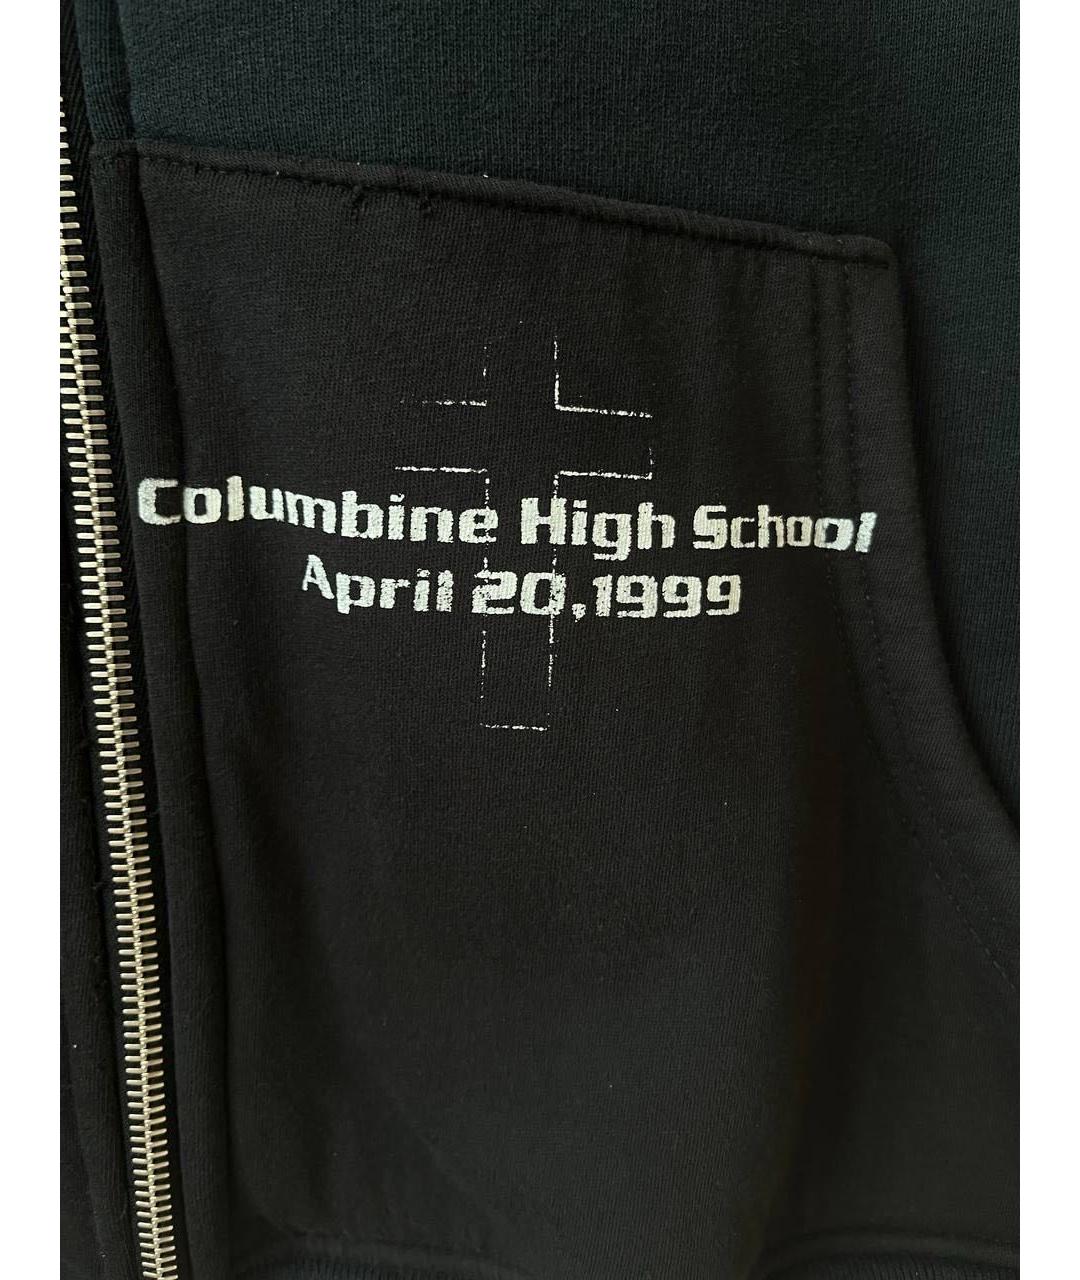 Columbine High School
April 20, 1999